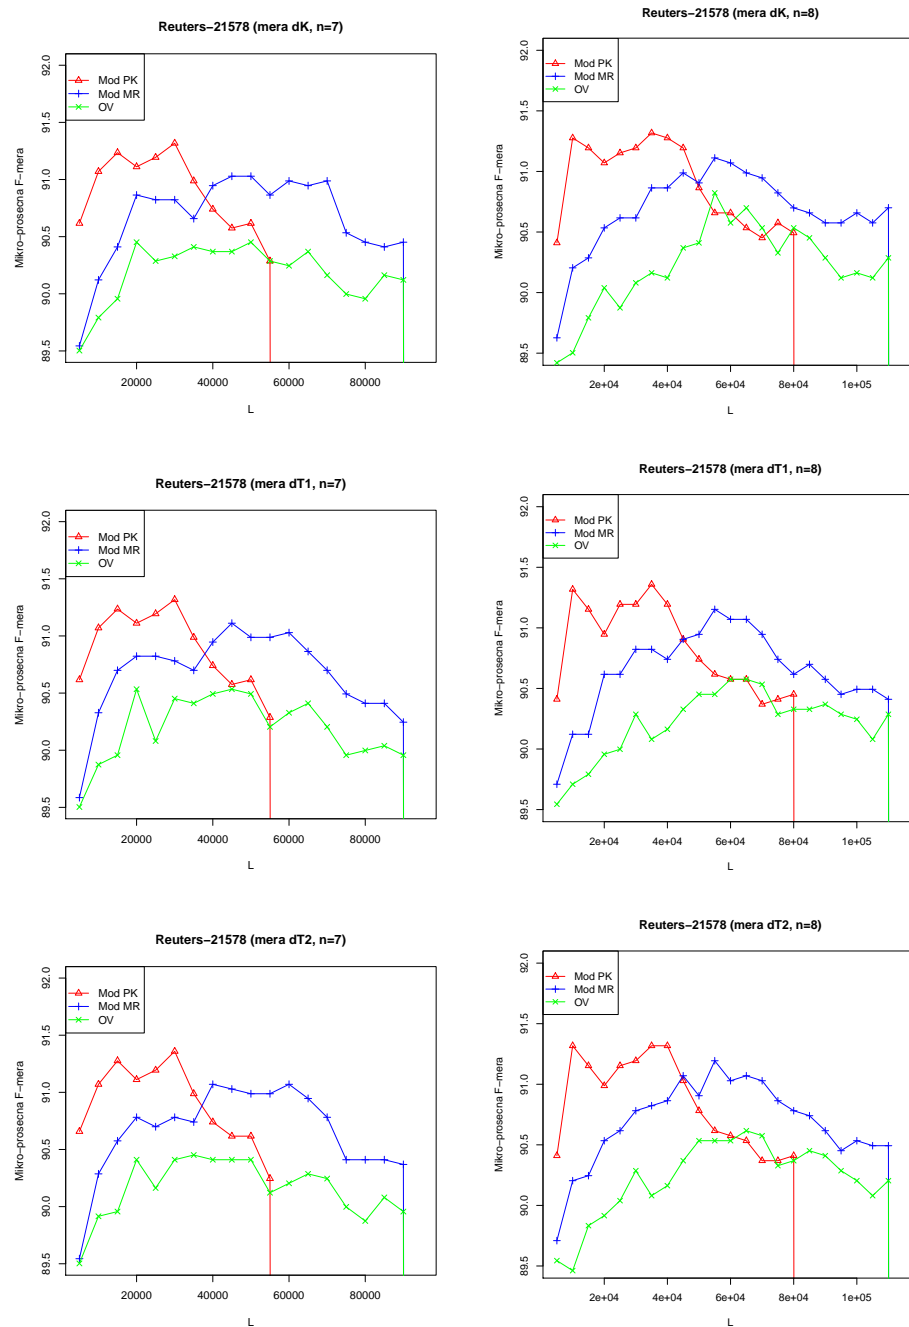 Reuters−21578 (mera dK, n=7)
Mod PK
Mod MR
OV
Mikro−prosecna F−mera
89.5 90.0 90.5 91.0 91.5 92.0
20000 40000 60000 80000
L
Reuters−21578 (mera dK, n=8)
Mod PK
Mod MR
OV
Mikro−prosecna F−mera
89.5 90.0 90.5 91.0 91.5 92.0
2e+04 4e+04 6e+04 8e+04 1e+05
L
Reuters−21578 (mera dT1, n=7)
Mod PK
Mod MR
OV
Mikro−prosecna F−mera
89.5 90.0 90.5 91.0 91.5 92.0
20000 40000 60000 80000
L
Reuters−21578 (mera dT1, n=8)
Mod PK
Mod MR
OV
Mikro−prosecna F−mera
89.5 90.0 90.5 91.0 91.5 92.0
2e+04 4e+04 6e+04 8e+04 1e+05
L
Reuters−21578 (mera dT2, n=7)
Mod PK
Mod MR
OV
Mikro−prosecna F−mera
89.5 90.0 90.5 91.0 91.5 92.0
20000 40000 60000 80000
L
Reuters−21578 (mera dT2, n=8)
Mod PK
Mod MR
OV
Mikro−prosecna F−mera
89.5 90.0 90.5 91.0 91.5 92.0
2e+04 4e+04 6e+04 8e+04 1e+05
L